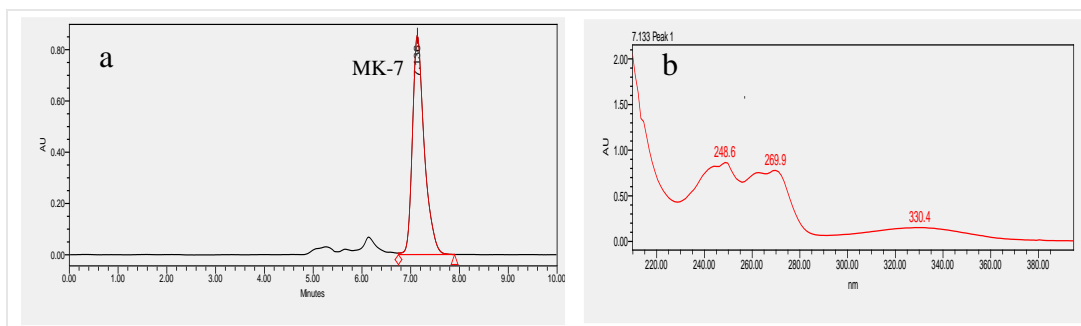 a
MK-7
7.136
AU
0.80
0.60
0.40
0.20
0.00
0.00 1.00 2.00 3.00 4.00 5.00 6.00 7.00 8.00 9.00 10.00
Minutes
7.133 Peak 1
b
AU
2.00
1.50
1.00
0.50
0.00
248.6
269.9
330.4
220.00 240.00 260.00 280.00 300.00 320.00 340.00 360.00 380.00
nm